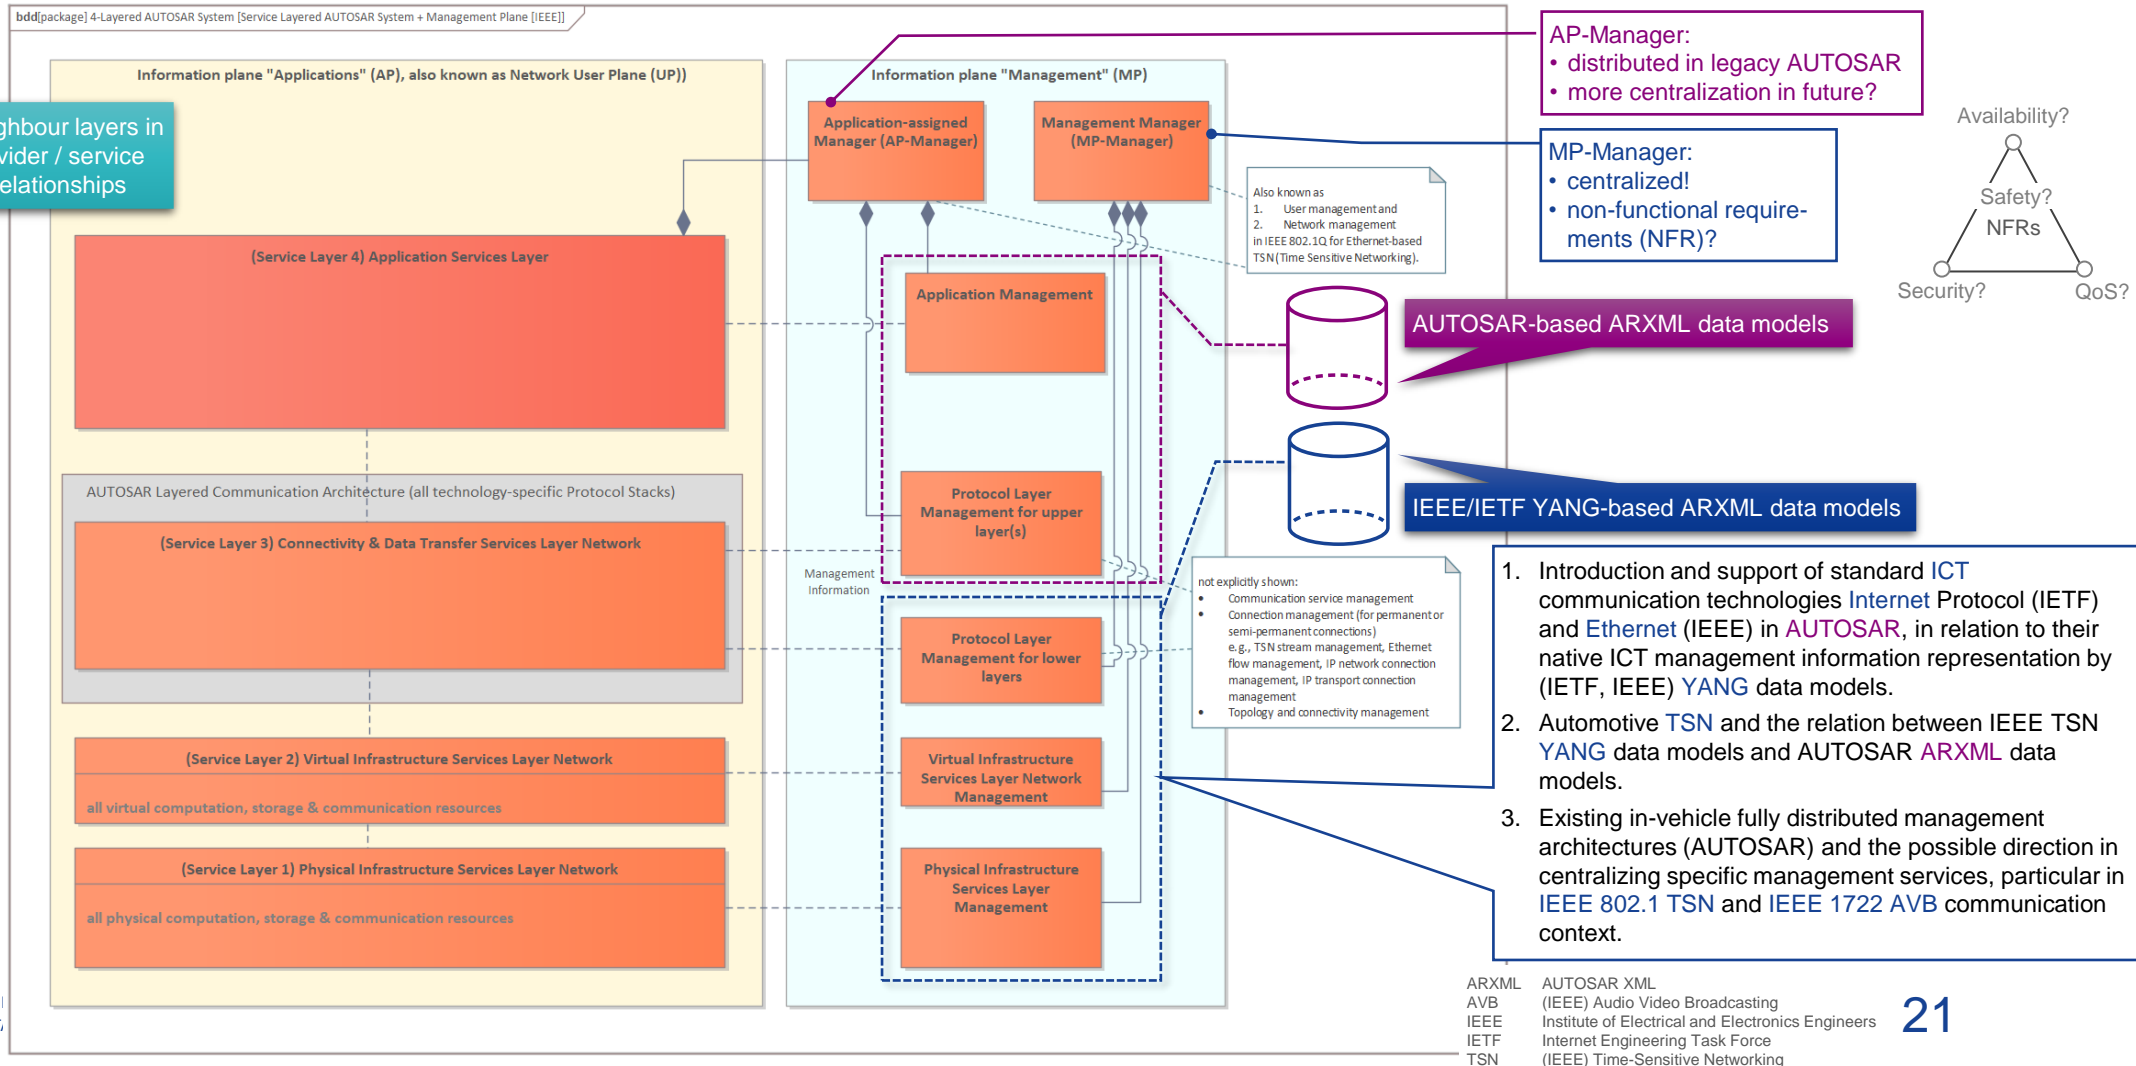 bdd[package] 4-Layered AUTOSAR System [Service Layered AUTOSAR System + Management Plane [IEEE]]
Information plane "Applications" (AP), also known as Network User Plane (UP))
ghbour layers in
vider / service
elationships
(Service Layer 4) Application Services Layer
AUTOSAR Layered Communication Architecture (all technology-specific Protocol Stacks)
(Service Layer 3) Connectivity & Data Transfer Services Layer Network
(Service Layer 2) Virtual Infrastructure Services Layer Network
all virtual computation, storage & communication resources
(Service Layer 1) Physical Infrastructure Services Layer Network
all physical computation, storage & communication resources
Information plane "Management" (MP)
Application-assigned
Manager (AP-Manager)
Management Manager
(MP-Manager)
Application Management
Protocol Layer
Management for upper
layer(s)
Management
Information
Protocol Layer
Management for lower
layers
Virtual Infrastructure
Services Layer Network
Management
Physical Infrastructure
Services Layer
Management
Also known as
1. User management and
2. Network management
in IEEE 802.1Q for Ethernet-based
TSN (Time Sensitive Networking).
not explicitly shown:
• Communication service management
• Connection management (for permanent or
semi-permanent connections)
e.g., TSN stream management, Ethernet
flow management, IP network connection
management, IP transport connection
management
• Topology and connectivity management
AP-Manager:
• distributed in legacy AUTOSAR
• more centralization in future?
MP-Manager:
• centralized!
• non-functional require-
ments (NFR)?
Availability?
Safety?
NFRs
Security?
QoS?
AUTOSAR-based ARXML data models
IEEE/IETF YANG-based ARXML data models
1. Introduction and support of standard ICT
communication technologies Internet Protocol (IETF)
and Ethernet (IEEE) in AUTOSAR, in relation to their
native ICT management information representation by
(IETF, IEEE) YANG data models.
2. Automotive TSN and the relation between IEEE TSN
YANG data models and AUTOSAR ARXML data
models.
3. Existing in-vehicle fully distributed management
architectures (AUTOSAR) and the possible direction in
centralizing specific management services, particular in
IEEE 802.1 TSN and IEEE 1722 AVB communication
context.
ARXML AUTOSAR XML
AVB (IEEE) Audio Video Broadcasting
IEEE Institute of Electrical and Electronics Engineers
IETF Internet Engineering Task Force
TSN (IEEE) Time-Sensitive Networking
21